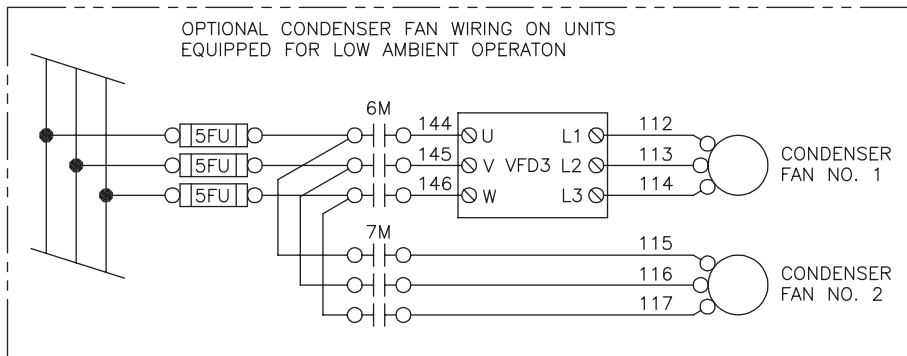 OPTIONAL CONDENSER FAN WIRING ON UNITS
EQUIPPED FOR LOW AMBIENT OPERATON
6M
5FU 144 U L1 112
5FU 145 V VFD3 L2 113
5FU 146 W L3 114
CONDENSER
FAN NO. 1
7M
115
116
117
CONDENSER
FAN NO. 2